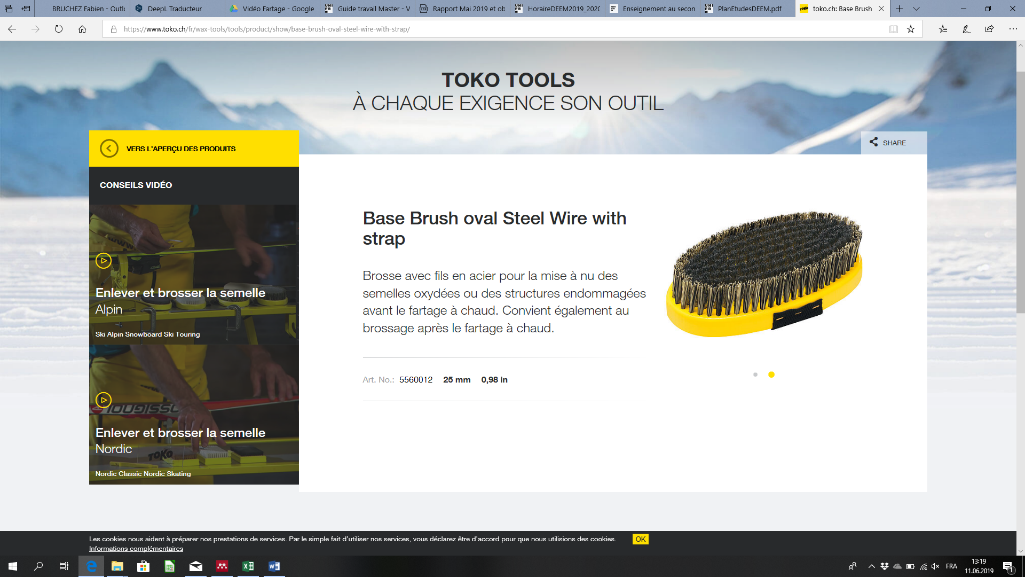 BRUCHEZ Fabien - Outl
DeepL Traducteur
Vidéo Fartage - Google
Guide travail Master - V
Rapport Mai 2019 et ob
HoraireDEEM2019_202(
Enseignement au secon
PlanEtudesDEEM.pdf
toko.ch: Base Brush
https://www.toko.ch/fr/wax-tools/tools/product/show/base-brush-oval-steel-wire-with-strap/
TOKO TOOLS
À CHAQUE EXIGENCE SON OUTIL
VERS L'APERÇU DES PRODUITS
SHARE
CONSEILS VIDÉO
Enlever et brosser la semelle
Alpin
Ski Alpin Snowboard Ski Touring
Enlever et brosser la semelle
Nordic
TOKO
Nordic Classic Nordic Skating
Base Brush oval Steel Wire with
strap
Brosse avec fils en acier pour la mise à nu des
semelles oxydées ou des structures endommagées
avant le fartage à chaud. Convient également au
brossage après le fartage à chaud.
Art. No.: 5560012 25 mm 0,98 in
Les cookies nous aident à préparer nos prestations de services. Par le simple fait d'utiliser nos services, vous déclarez être d'accord pour que nous utilisions des cookies. OK
Informations complémentaires
FRA
13:19
11.06.2019